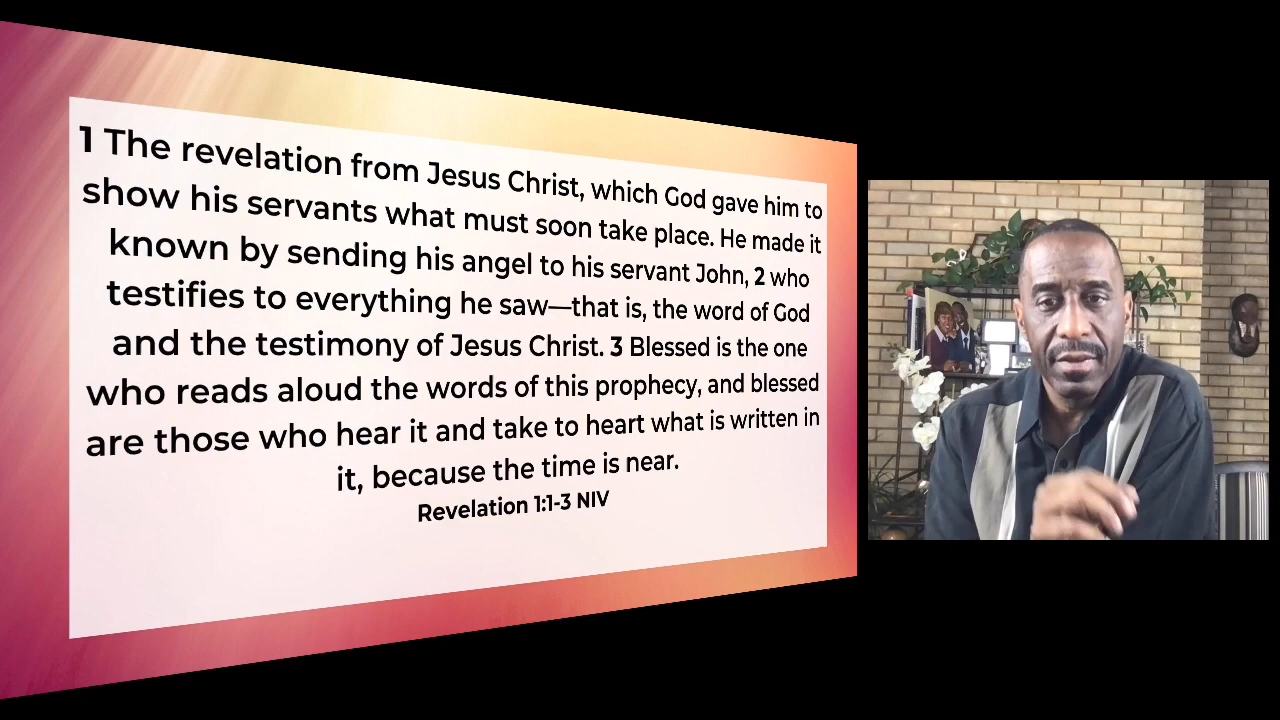 1 The revelation from Jesus Christ, which God gave him to
show his servants what must soon take place. He made it
known by sending his angel to his servant John, 2 who
testifies to everything he saw—that is, the word of God
and the testimony of Jesus Christ. 3 Blessed is the one
who reads aloud the words of this prophecy, and blessed
are those who hear it and take to heart what is written in
it, because the time is near.
Revelation 1:1-3 NIV